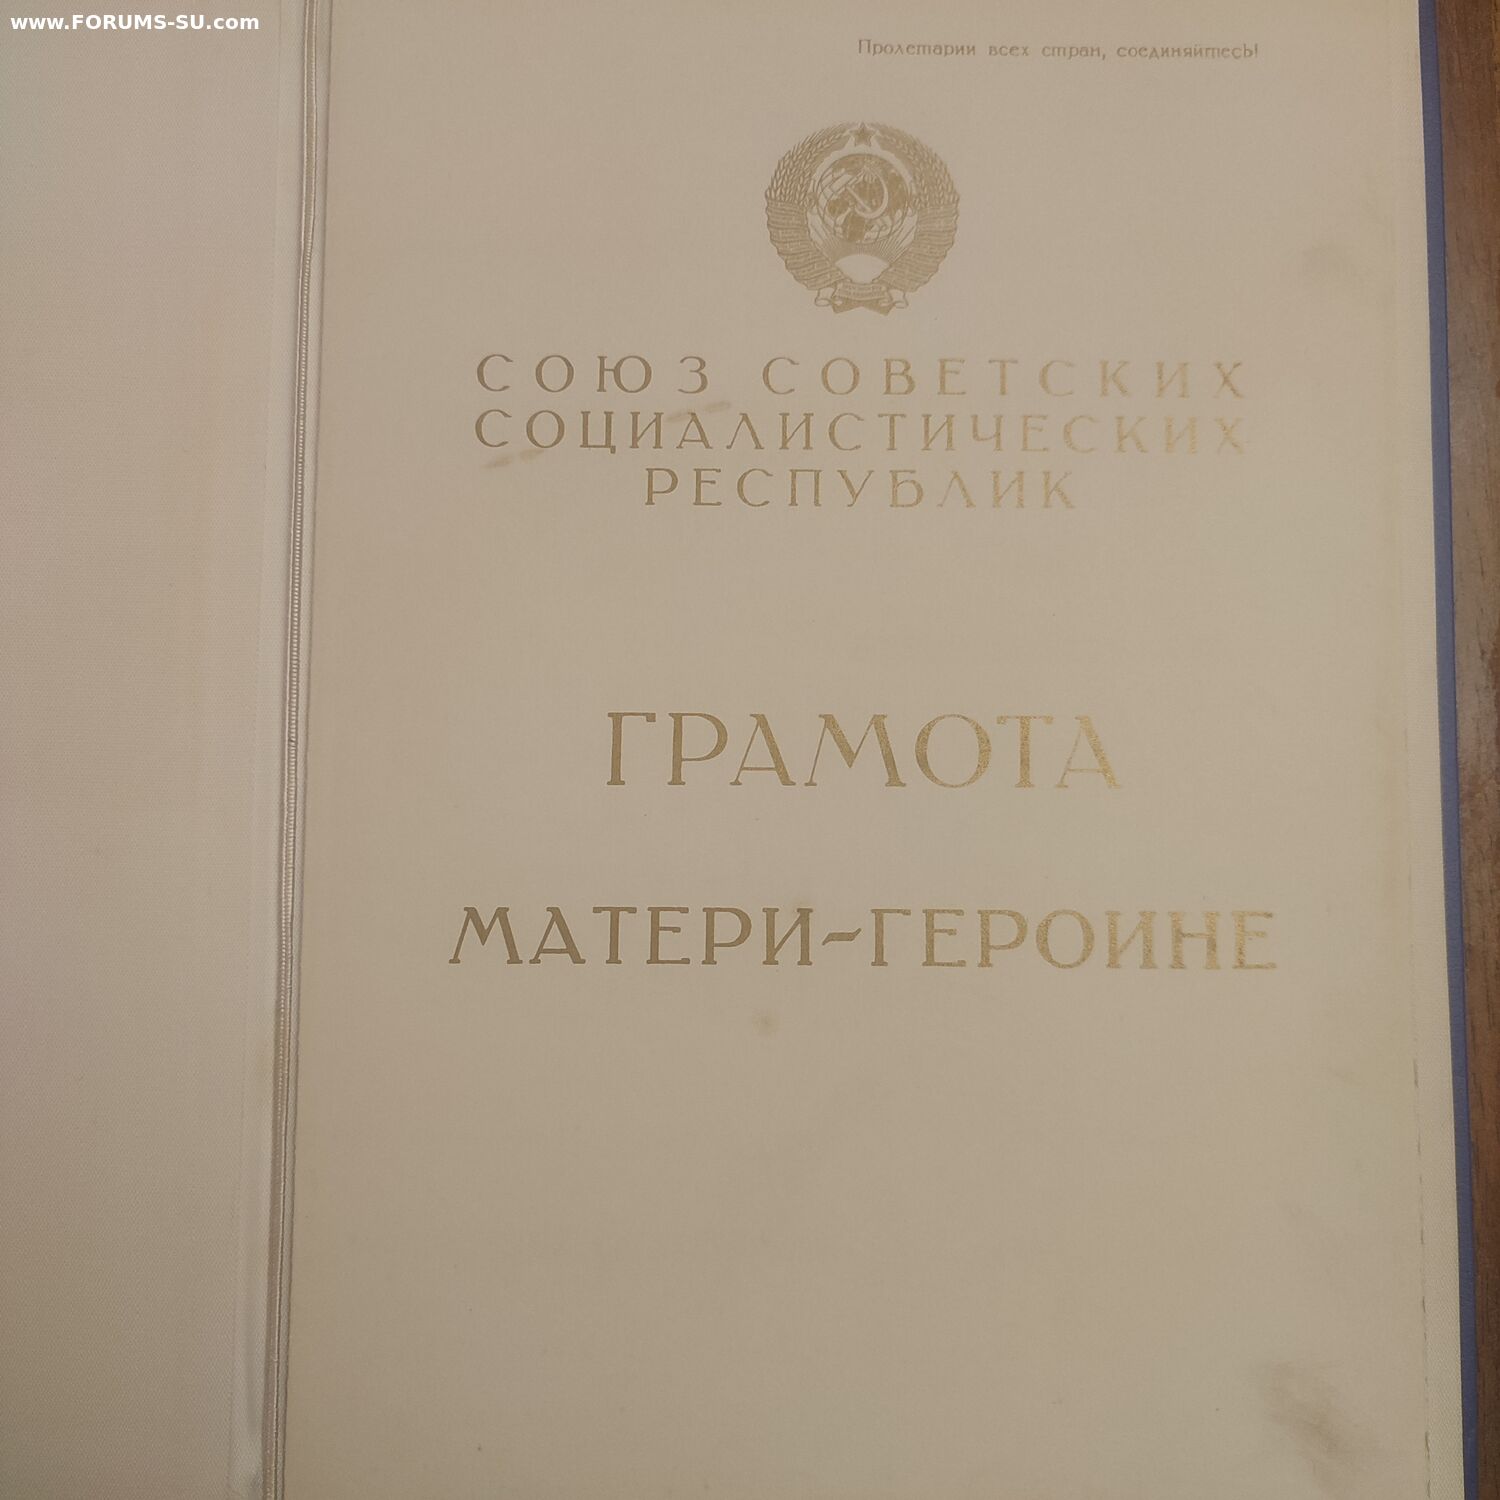 www.FORUMS-SU.com
Пролетарии всех стран, соединяйтесь!
СОЮЗ СОВЕТСКИХ
СОЦИАЛИСТИЧЕСКИХ
РЕСПУБЛИК
ГРАМОТА
МАТЕРИ-ГЕРОИНЕ